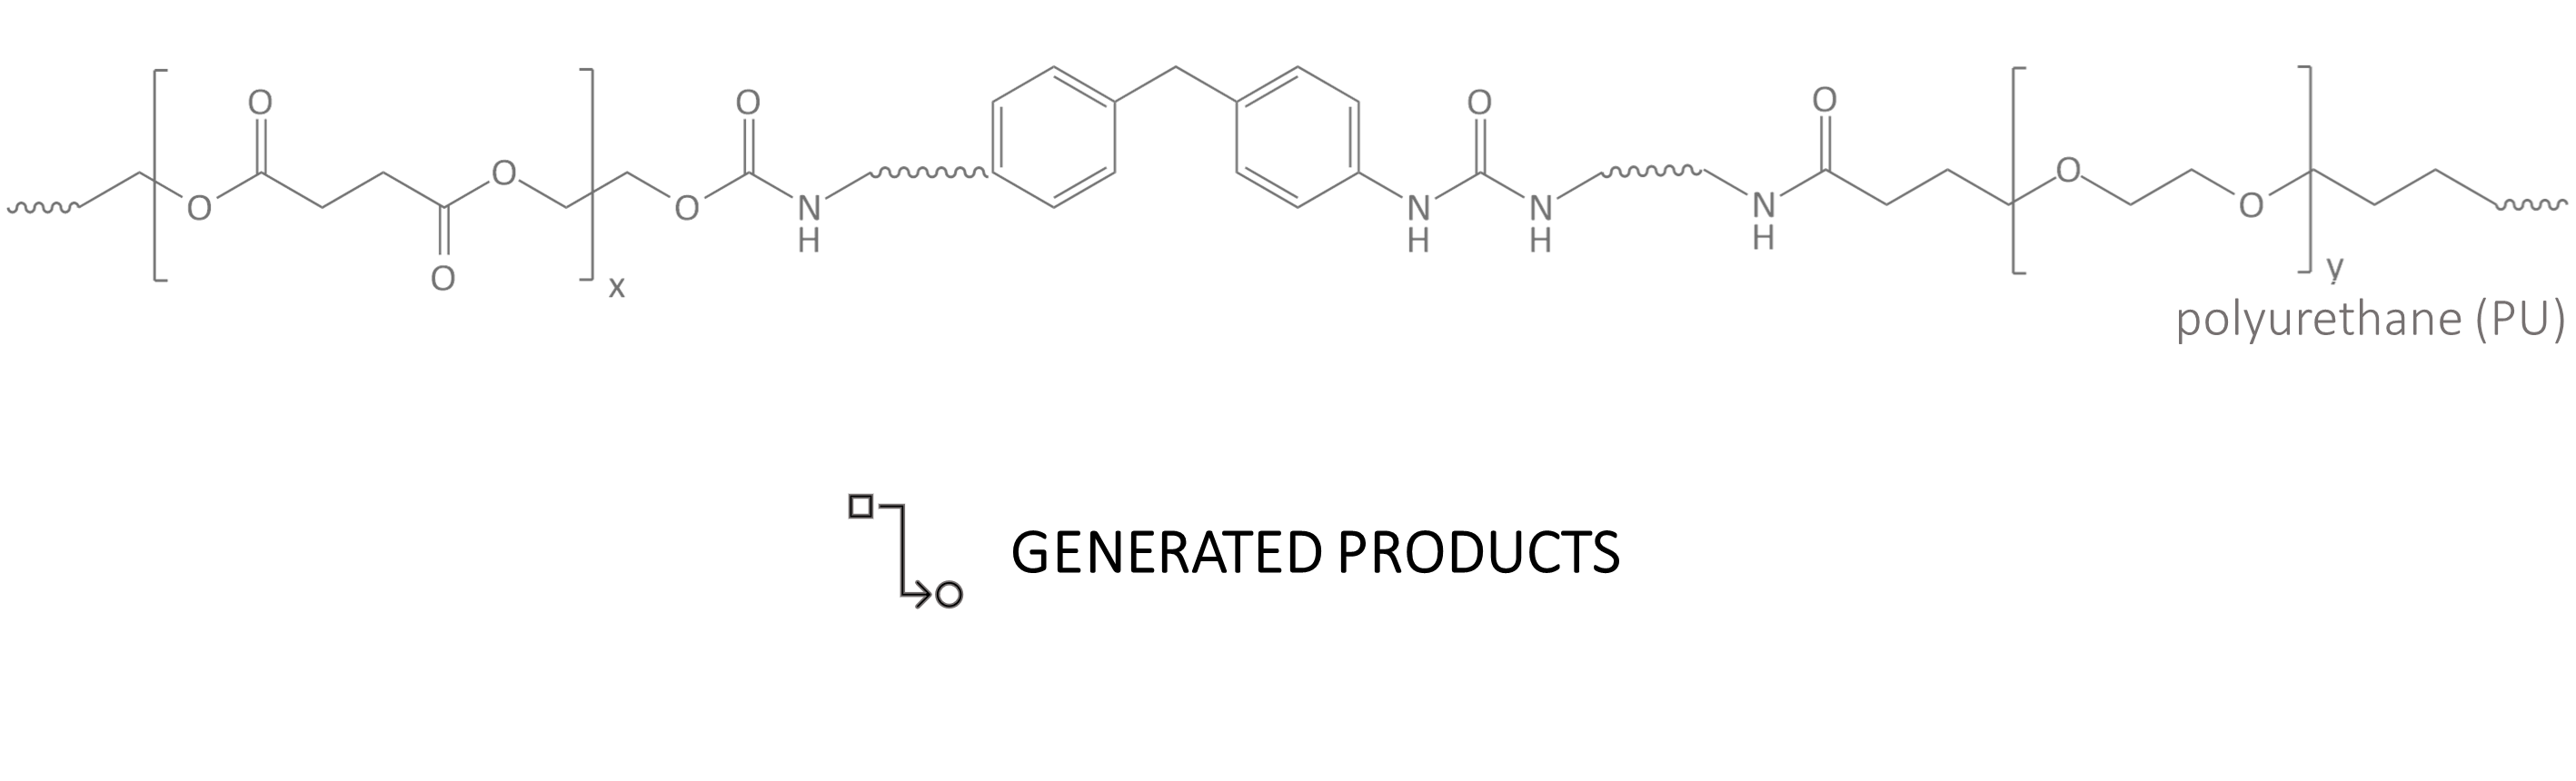 O O O O O
O O O O
O O N N N N O
H H H H
O x y
polyurethane (PU)
GENERATED PRODUCTS